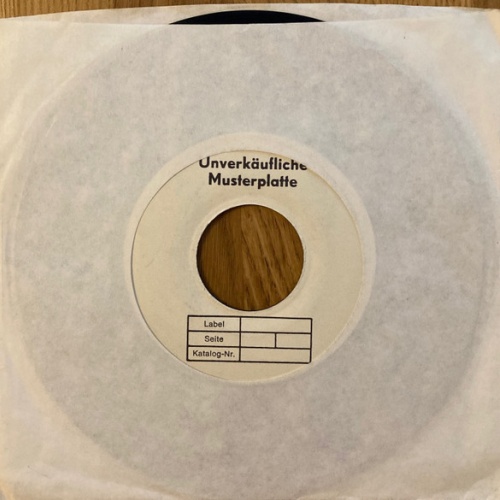 Unverkäufliche
Musterplatte
Label
Seite
Katalog-Nr.